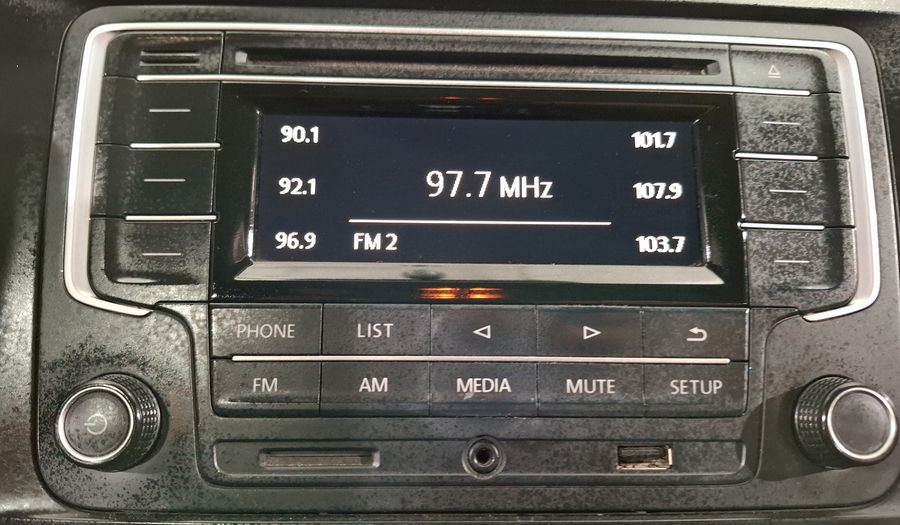 90.1
101.7
97.7 MHz
92.1
107.9
96.9
FM 2
103.7
PHONE
LIST
FM
AM
MEDIA
MUTE
SETUP